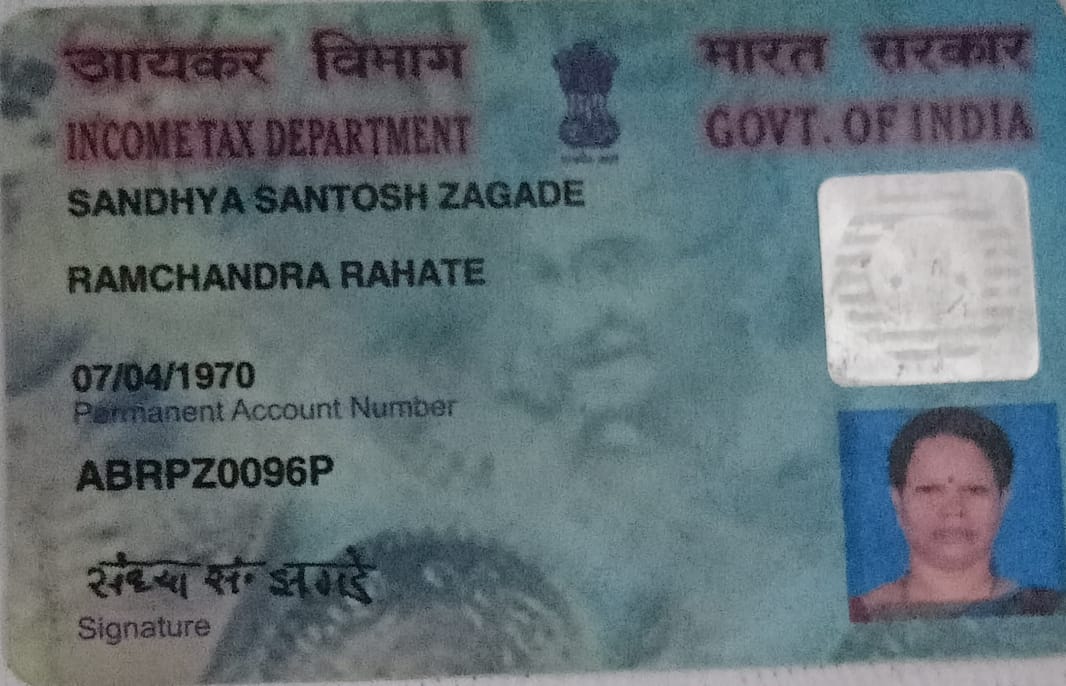 आयकर विभाग
भारत सरकार
INCOME TAX DEPARTMENT
GOVT. OF INDIA
SANDHYA SANTOSH ZAGADE
RAMCHANDRA RAHATE
07/04/1970
Permanent Account Number
ABRPZ0096P
संध्या सं. झगडे
Signature